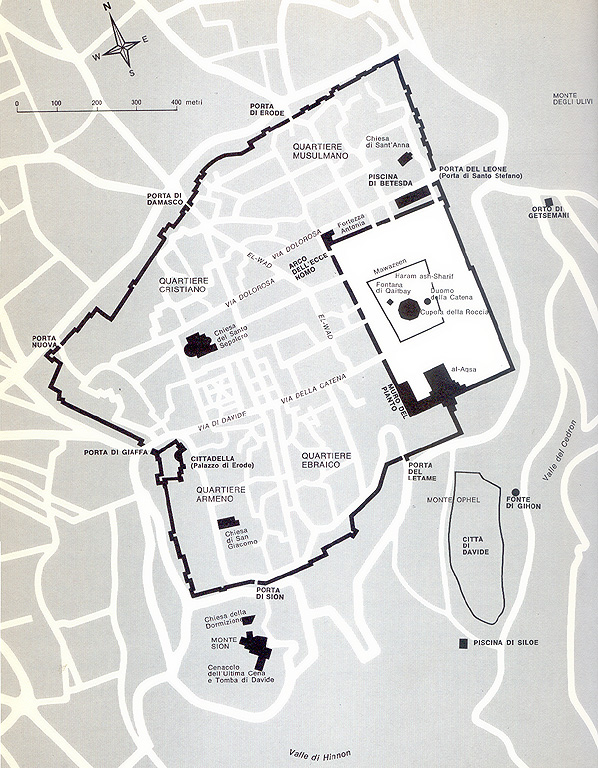 N
E
W
S
0 100 200 300 400 metri
MONTE
DEGLI ULIVI
PORTA
DI ERODE
Chiesa
di Sant'Anna
QUARTIERE
MUSULMANO
PORTA DEL LEONE
(Porta di Santo Stefano)
PISCINA
DI BETESDA
PORTA DI
DAMASCO
ORTO DI
GETSEMANI
Fortezza
Antonia
VIA DOLOROSA
EL-WAD
ARCO
DELL'ECCE
NOMO
Mawazeen
Haram ash-Sharif
QUARTIERE
CRISTIANO
Fontana
di Qaitbay
Duomo
della Catena
VIA DOLOROSA
Cupola della Roccia
EL-WAD
Chiesa
del Santo
Sepolcro
PORTA
NUOVA
al-Aqsa
MURO DEL
PIANTO
VIA DELLA CATENA
VIA DI DAVIDE
Valle del Cedron
PORTA DI GIAFFA
CITTADELLA
(Palazzo di Erode)
QUARTIERE
EBRAICO
PORTA
DEL
LETAME
QUARTIERE
ARMENO
MONTE OPHEL
FONTE
DI GIHON
Chiesa
di San
Giacomo
CITTÀ
DI
DAVIDE
PORTA
DI SION
Chiesa della
Dormizione
MONTE
SION
PISCINA DI SILOE
Cenacolo
dell'Ultima Cena
e Tomba di Davide
Valle di Hinnon